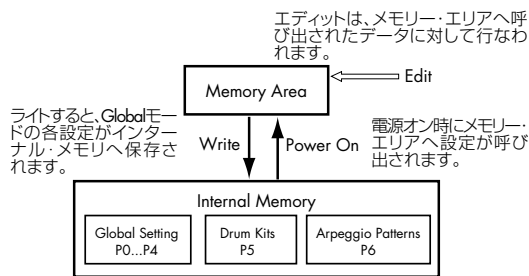 エディットは、メモリー・エリアへ呼
び出されたデータに対して行なわ
れます。
Edit
Memory Area
ライトすると、Globalモー
ドの各設定がインター
ナル・メモリへ保存さ
れます。
Write
Power On
電源オン時にメモリー・
エリアへ設定が呼び
出されます。
Internal Memory
Global Setting
P0...P4
Drum Kits
P5
Arpeggio Patterns
P6